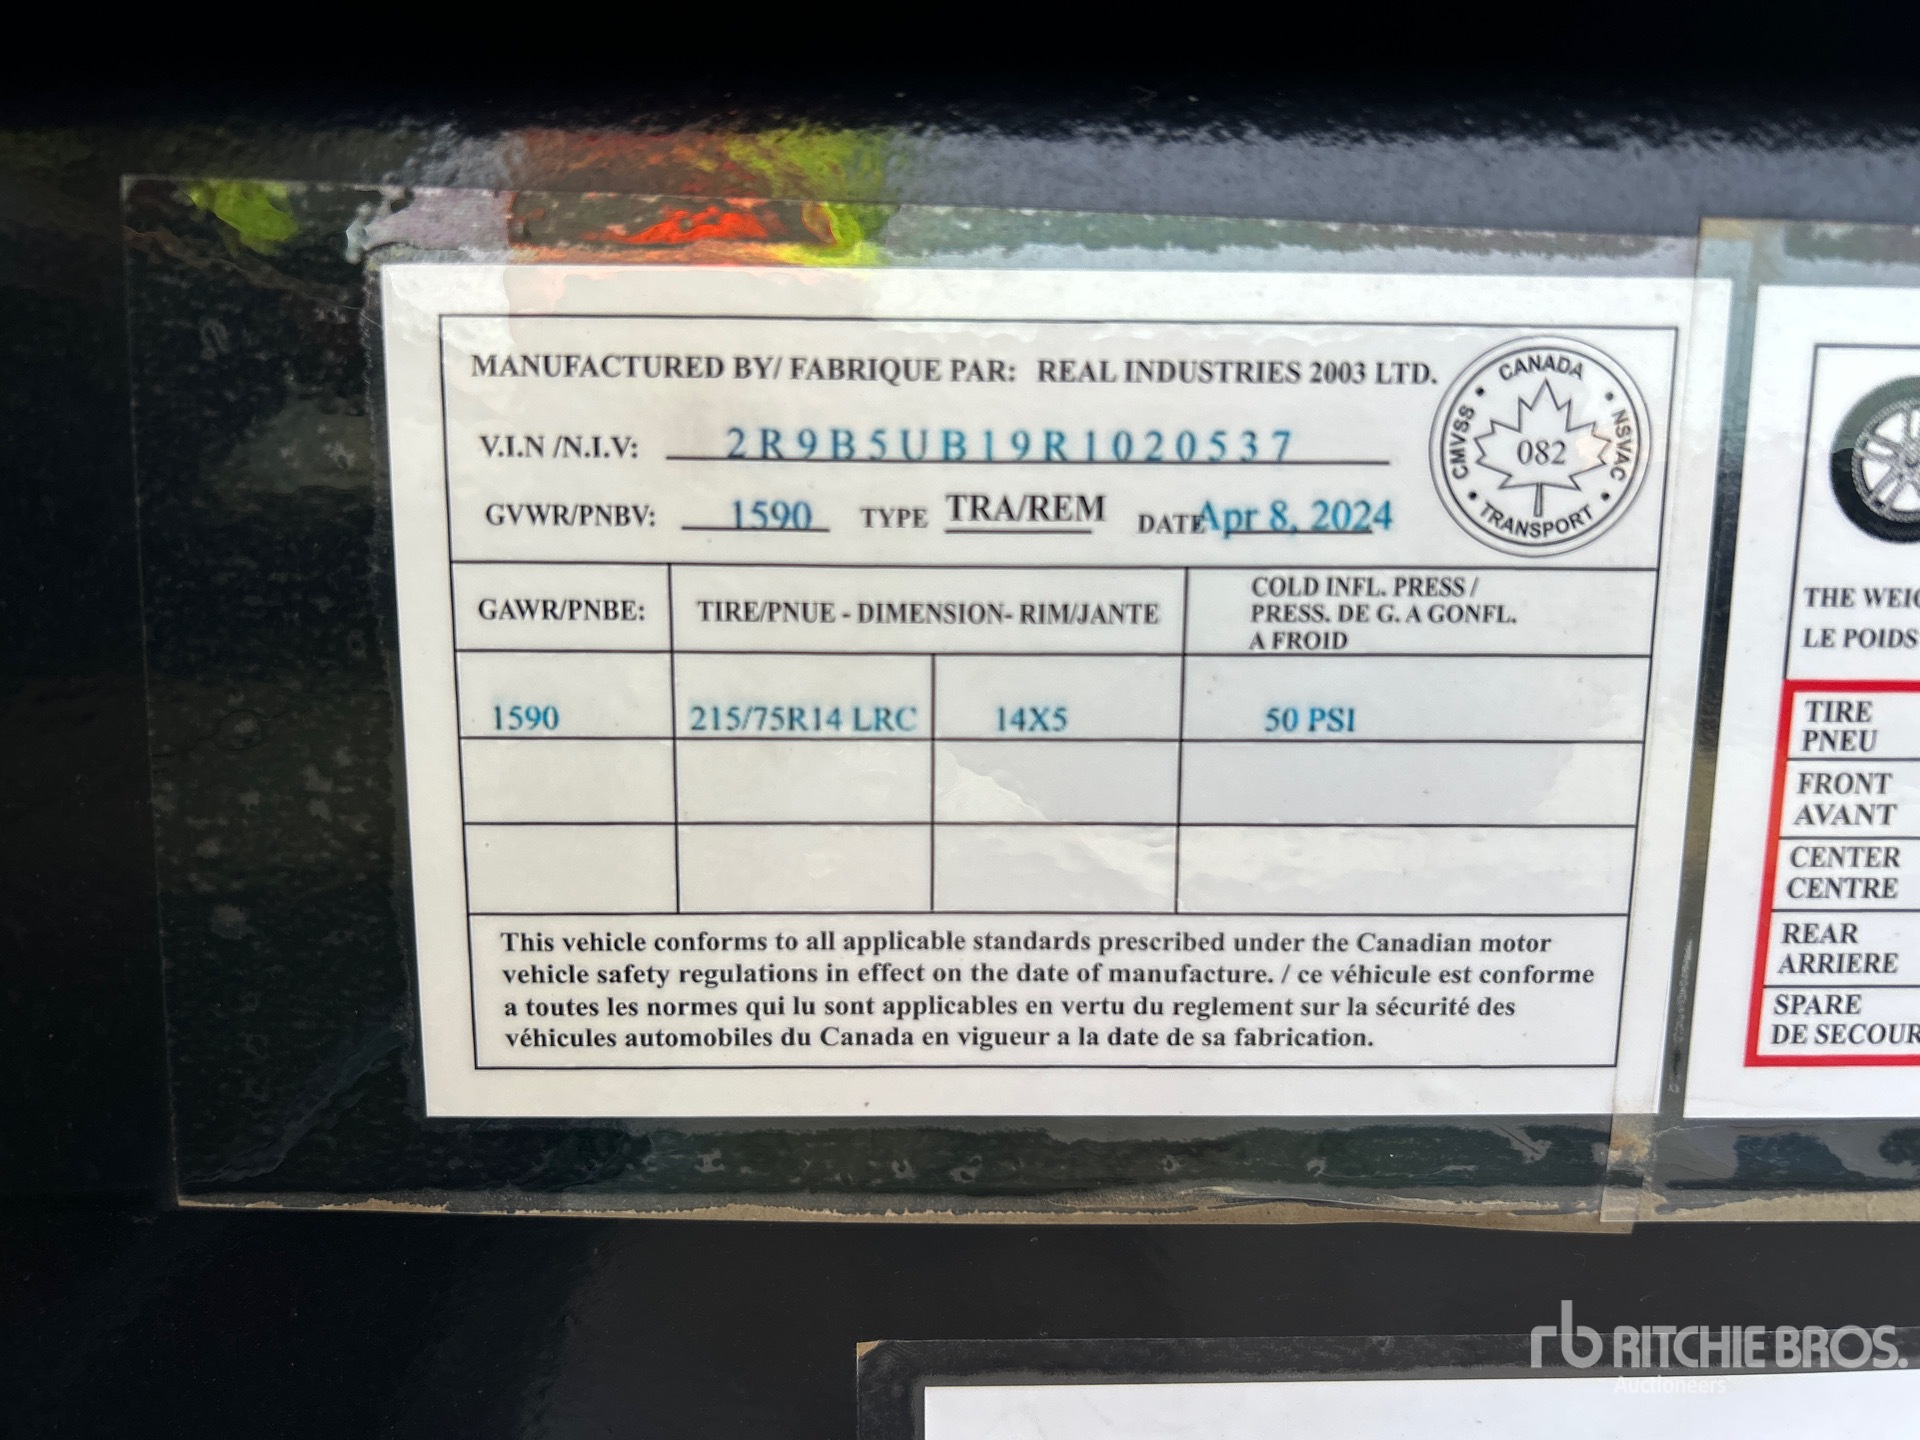 MANUFACTURED BY/ FABRIQUE PAR: REAL INDUSTRIES 2003 LTD.
V.I.N /N.I.V: 2R9B5UB19R1020537
GVWR/PNBV: 1590 TYPE TRA/REM DATE Apr 8, 2024
CANADA
CMVSS
NSVAC
082
TRANSPORT
GAWR/PNBE: TIRE/PNUE - DIMENSION- RIM/JANTE
COLD INFL. PRESS /
PRESS. DE G. A GONFL.
A FROID
1590 215/75R14 LRC 14X5 50 PSI
This vehicle conforms to all applicable standards prescribed under the Canadian motor
vehicle safety regulations in effect on the date of manufacture. / ce véhicule est conforme
a toutes les normes qui lu sont applicables en vertu du reglement sur la sécurité des
véhicules automobiles du Canada en vigueur a la date de sa fabrication.
THE
LE POIDS
TIRE
PNEU
FRONT
AVANT
CENTER
CENTRE
REAR
ARRIERE
SPARE
DE SECOUR
rb RITCHIE BROS.
Auctioneers